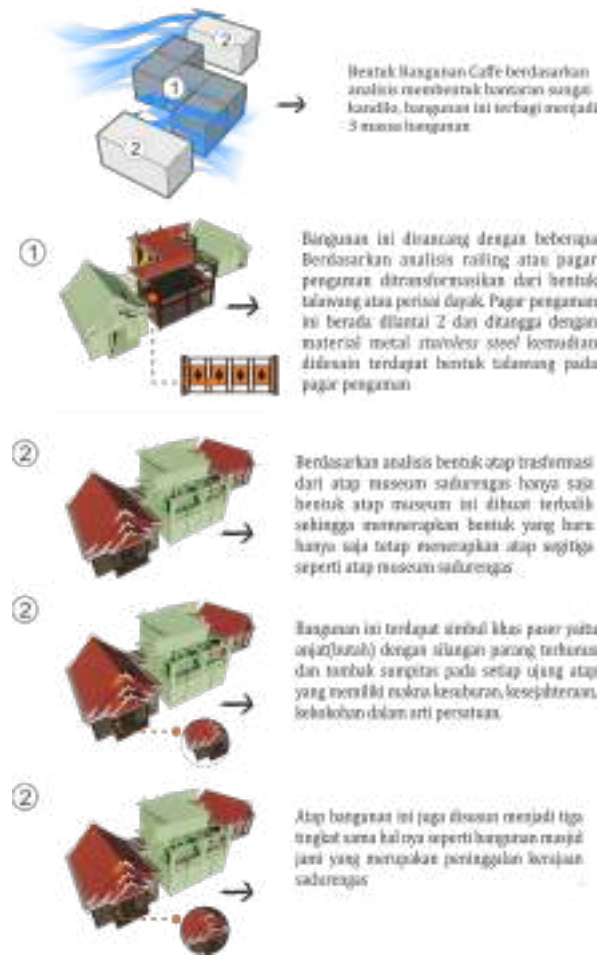 2
1
2
Bentuk Bangunan Caffe berdasarkan
analisis membentuk bantaran sungai
kandilo, bangunan ini terbagi menjadi
3 massa bangunan
1
Bangunan ini dirancang dengan beberapa
Berdasarkan analisis railing atau pagar
pengaman ditransformasikan dari bentuk
talawang atau perisai dayak. Pagar pengaman
ini berada dilantai 2 dan ditangga dengan
material metal stainless steel kemudian
didesain terdapat bentuk talawang pada
pagar pengaman
2
Berdasarkan analisis bentuk atap trasformasi
dari atap museum sadurengas hanya saja
bentuk atap museum ini dibuat terbalik
sehingga menerapkan bentuk yang baru
hanya saja tetap menerapkan atap segitiga
seperti atap museum sadurengas
2
Bangunan ini terdapat simbul khas paser yaitu
anjat(butah) dengan silangan parang terhunus
dan tombak sumpitas pada setiap ujung atap
yang memiliki makna kesuburan, kesejahteraan,
kekokohan dalam arti persatuan.
2
Atap bangunan ini juga disusun menjadi tiga
tingkat sama hal nya seperti bangunan masjid
jami yang merupakan peninggalan kerajaan
sadurengas